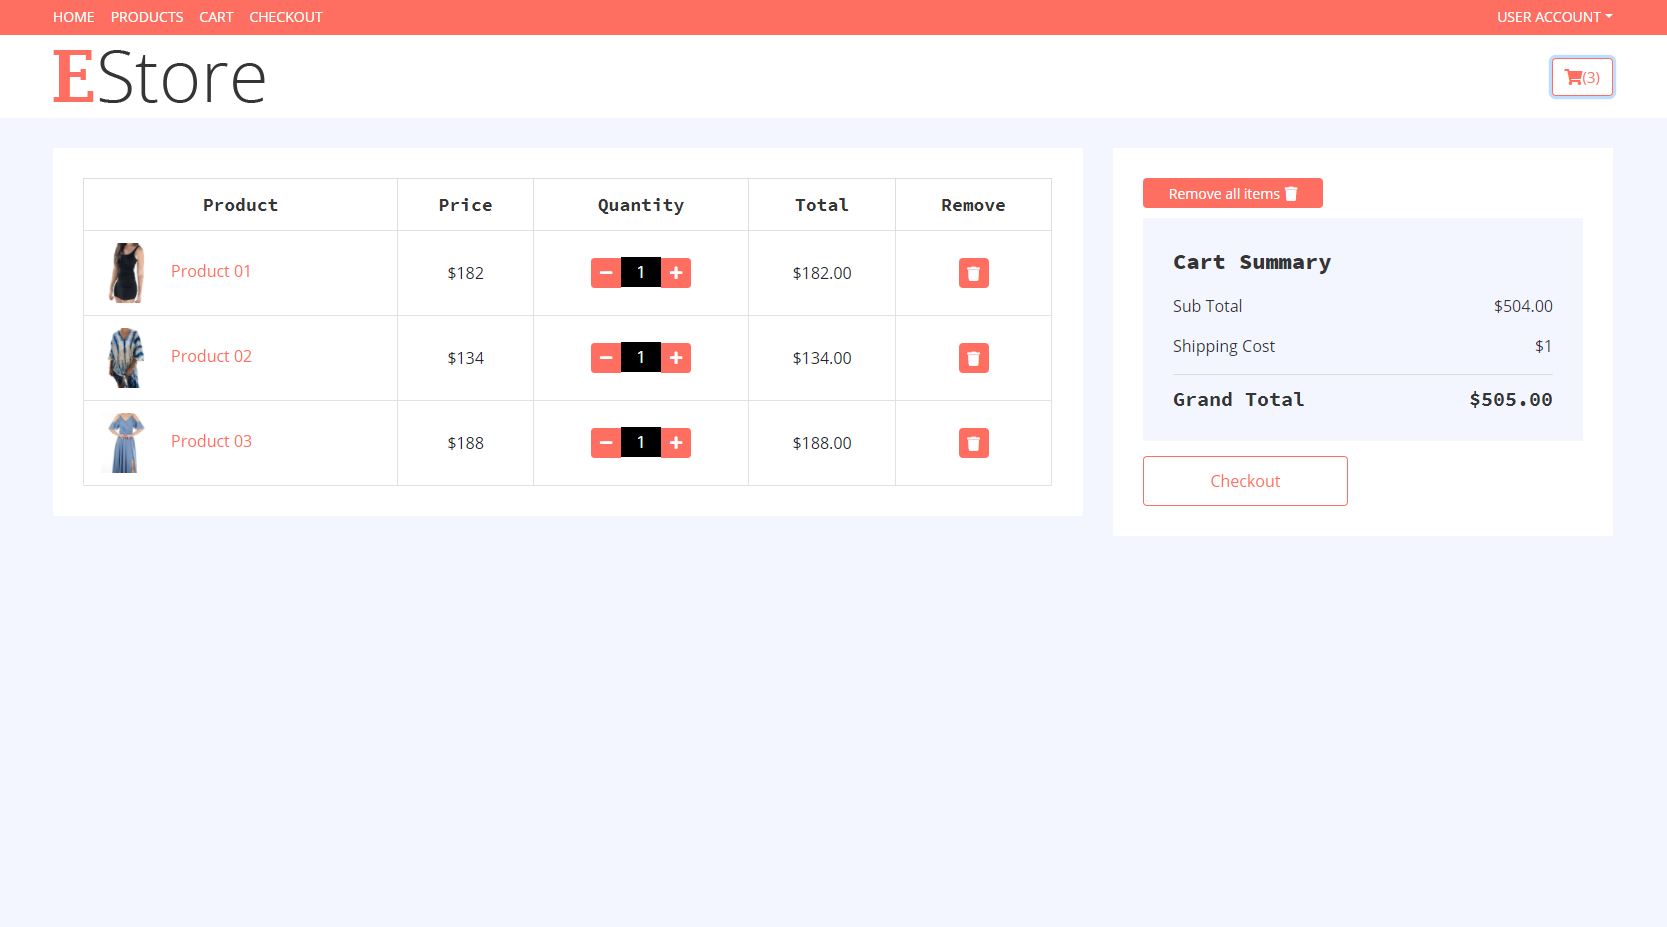 HOME PRODUCTS CART CHECKOUT USER ACCOUNT
EStore
(3)
Product Price Quantity Total Remove
Product 01 $182 1 $182.00
Product 02 $134 1 $134.00
Product 03 $188 1 $188.00
Remove all items
Cart Summary
Sub Total $504.00
Shipping Cost $1
Grand Total $505.00
Checkout